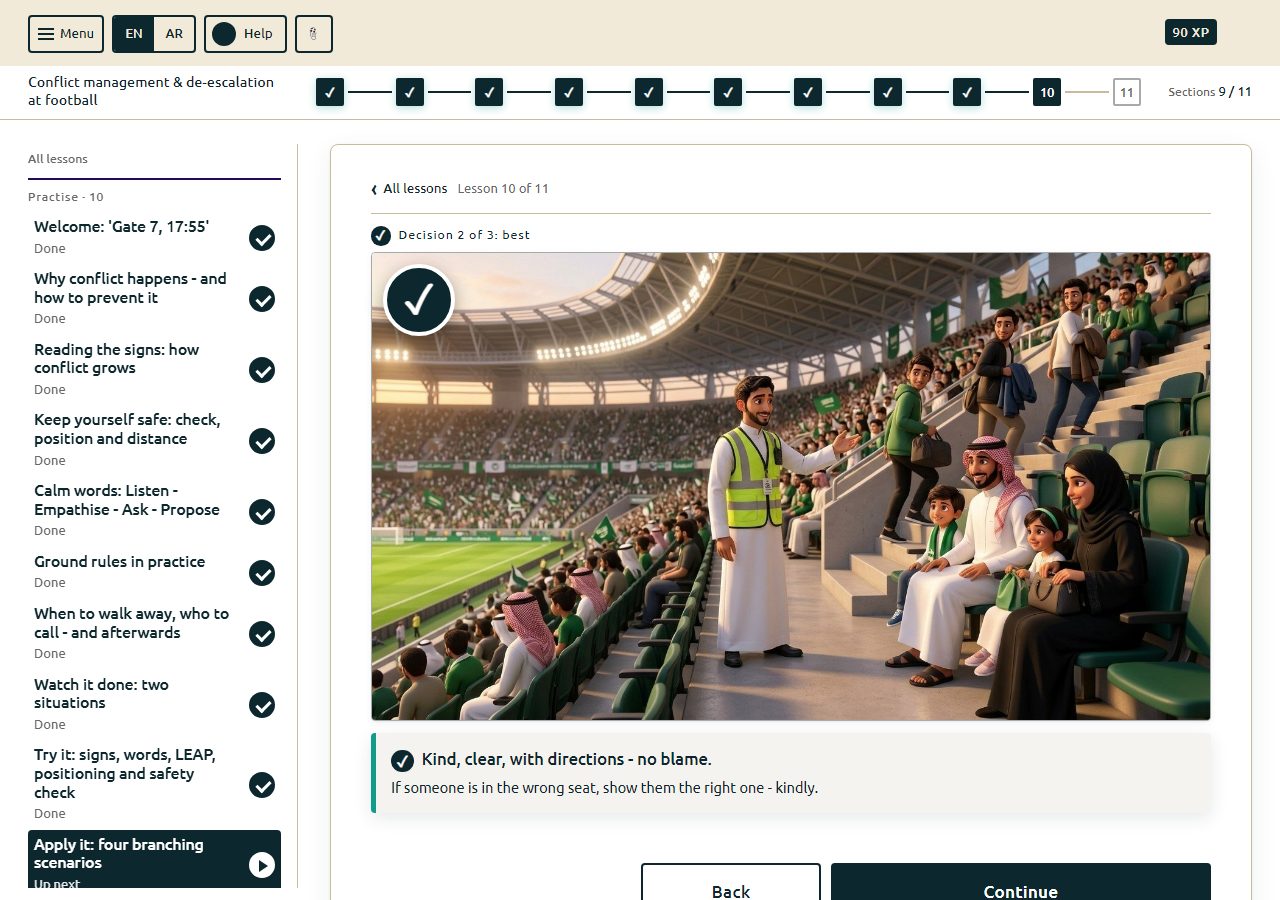 Menu
EN
AR
Help
90 XP
Conflict management & de-escalation
at football
10
11
Sections 9 / 11
All lessons
Practise - 10
Welcome: 'Gate 7, 17:55'
Done
Why conflict happens - and
how to prevent it
Done
Reading the signs: how
conflict grows
Done
Keep yourself safe: check,
position and distance
Done
Calm words: Listen -
Empathise - Ask - Propose
Done
Ground rules in practice
Done
When to walk away, who to
call - and afterwards
Done
Watch it done: two
situations
Done
Try it: signs, words, LEAP,
positioning and safety
check
Done
Apply it: four branching
scenarios
Up next
All lessons
Lesson 10 of 11
Decision 2 of 3: best
Kind, clear, with directions - no blame.
If someone is in the wrong seat, show them the right one - kindly.
Back
Continue